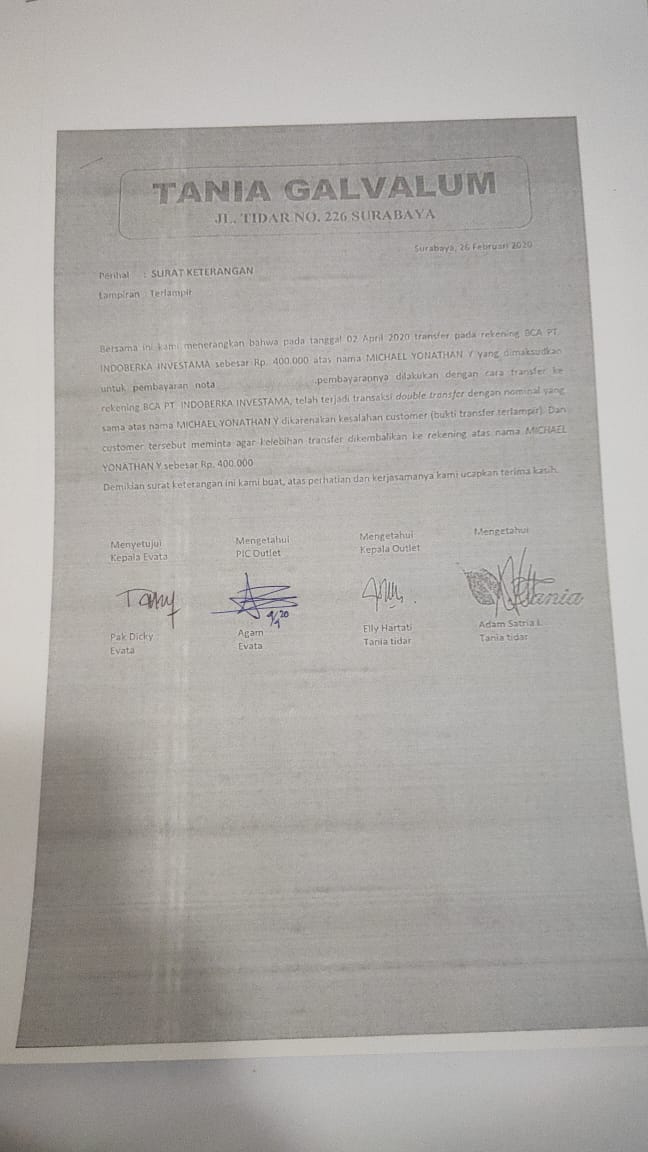 TANIA GALVALUM
JL. TIDAR NO. 226 SURABAYA
Surabaya, 26 Februari 2020
Perihal : SURAT KETERANGAN
Lampiran : Terlampir
Bersama ini kami menerangkan bahwa pada tanggal 02 April 2020 transfer pada rekening BCA PT.
INDOBERKA INVESTAMA sebesar Rp. 400.000 atas nama MICHAEL YONATHAN Y yang dimaksudkan
untuk pembayaran nota .pembayarannya dilakukan dengan cara transfer ke
rekening BCA PT. INDOBERKA INVESTAMA, telah terjadi transaksi double transfer dengan nominal yang
sama atas nama MICHAEL YONATHAN Y dikarenakan kesalahan customer (bukti transfer terlampir). Dan
customer tersebut meminta agar kelebihan transfer dikembalikan ke rekening atas nama MICHAEL
YONATHAN Y sebesar Rp. 400.000
Demikian surat keterangan ini kami buat, atas perhatian dan kerjasamanya kami ucapkan terima kasih.
Menyetujui Mengetahui Mengetahui Mengetahui
Kepala Evata PIC Outlet Kepala Outlet
Tania
Pak Dicky Agam Elly Hartati Adam Satria L
Evata Evata Tania tidar Tania tidar